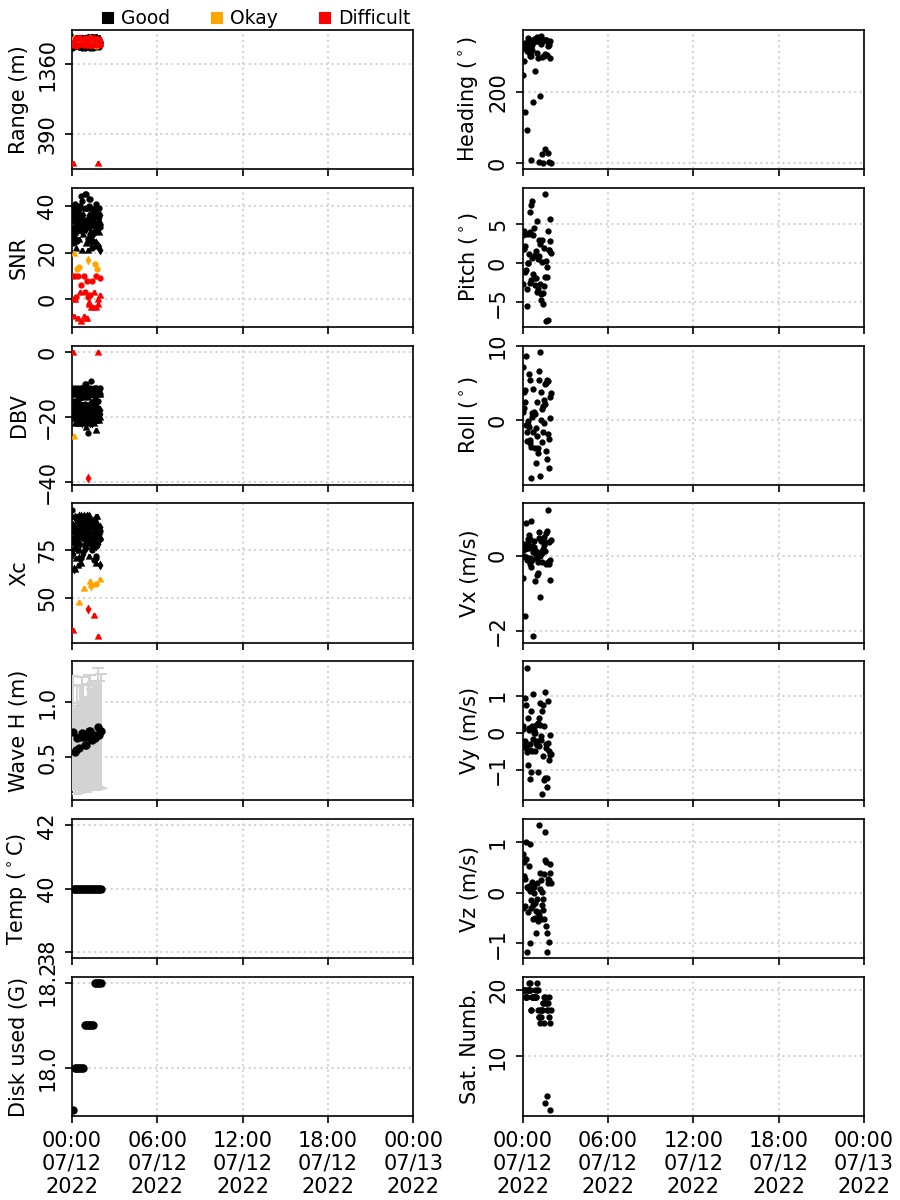 Good Okay Difficult
Range (m)
1360
390
Heading (°)
200
0
SNR
40
20
0
Pitch (°)
5
0
−5
DBV
0
−20
−40
Roll (°)
10
0
Xc
75
50
Vx (m/s)
0
−2
Wave H (m)
1.0
0.5
Vy (m/s)
1
0
−1
Temp (°C)
42
40
38
Vz (m/s)
1
0
−1
Disk used (G)
18.2
18.0
Sat. Numb.
20
10
00:00 06:00 12:00 18:00 00:00
07/12 07/12 07/12 07/12 07/13
2022 2022 2022 2022 2022
00:00 06:00 12:00 18:00 00:00
07/12 07/12 07/12 07/12 07/13
2022 2022 2022 2022 2022